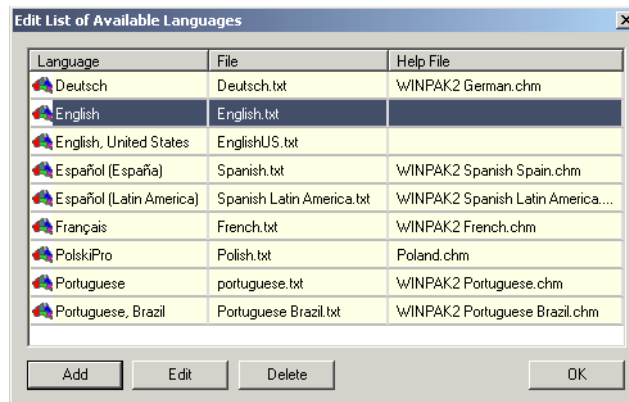 Edit List of Available Languages
Language File Help File
Deutsch Deutsch.txt WINPAK2 German.chm
English English.txt
English, United States EnglishUS.txt
Español (España) Spanish.txt WINPAK2 Spanish Spain.chm
Español (Latin America) Spanish Latin America.txt WINPAK2 Spanish Latin America....
Français French.txt WINPAK2 French.chm
PolskiPro Polish.txt Poland.chm
Portuguese portuguese.txt WINPAK2 Portuguese.chm
Portuguese, Brazil Portuguese Brazil.txt WINPAK2 Portuguese Brazil.chm
Add Edit Delete OK